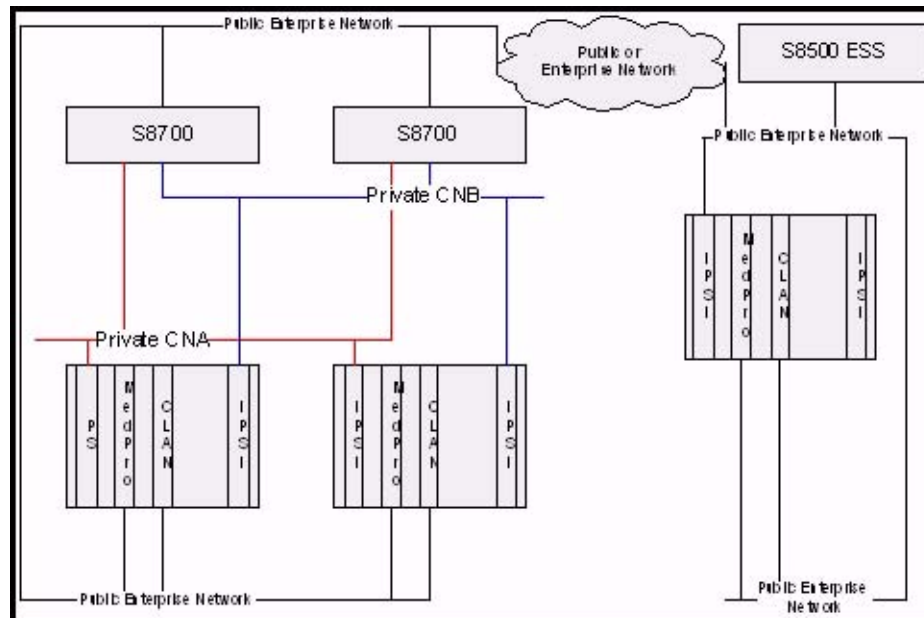 Public Enterprise Network
Public or
Enterprise Network
S8500 ESS
S8700
S8700
Public Enterprise Network
Private CNB
IPSI
MedPro
CLAN
IPSI
Private CNA
PS
MedPro
CLAN
IPSI
IPSI
MedPro
CLAN
IPSI
Public Enterprise Network
Public Enterprise
Network